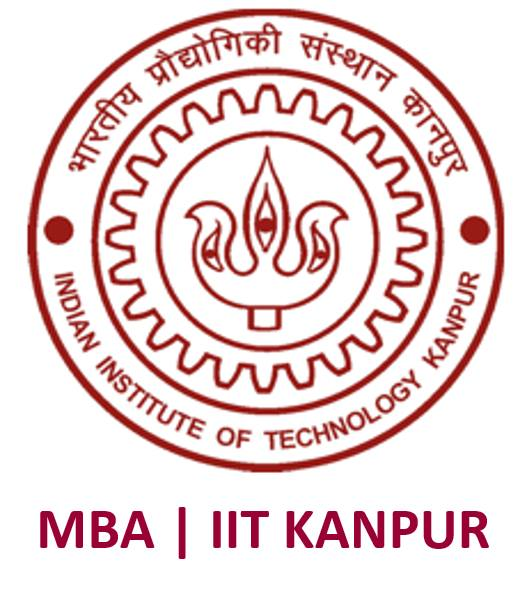 भारतीय प्रौद्योगिकी संस्थान कानपुर
INDIAN INSTITUTE OF TECHNOLOGY KANPUR
MBA | IIT KANPUR